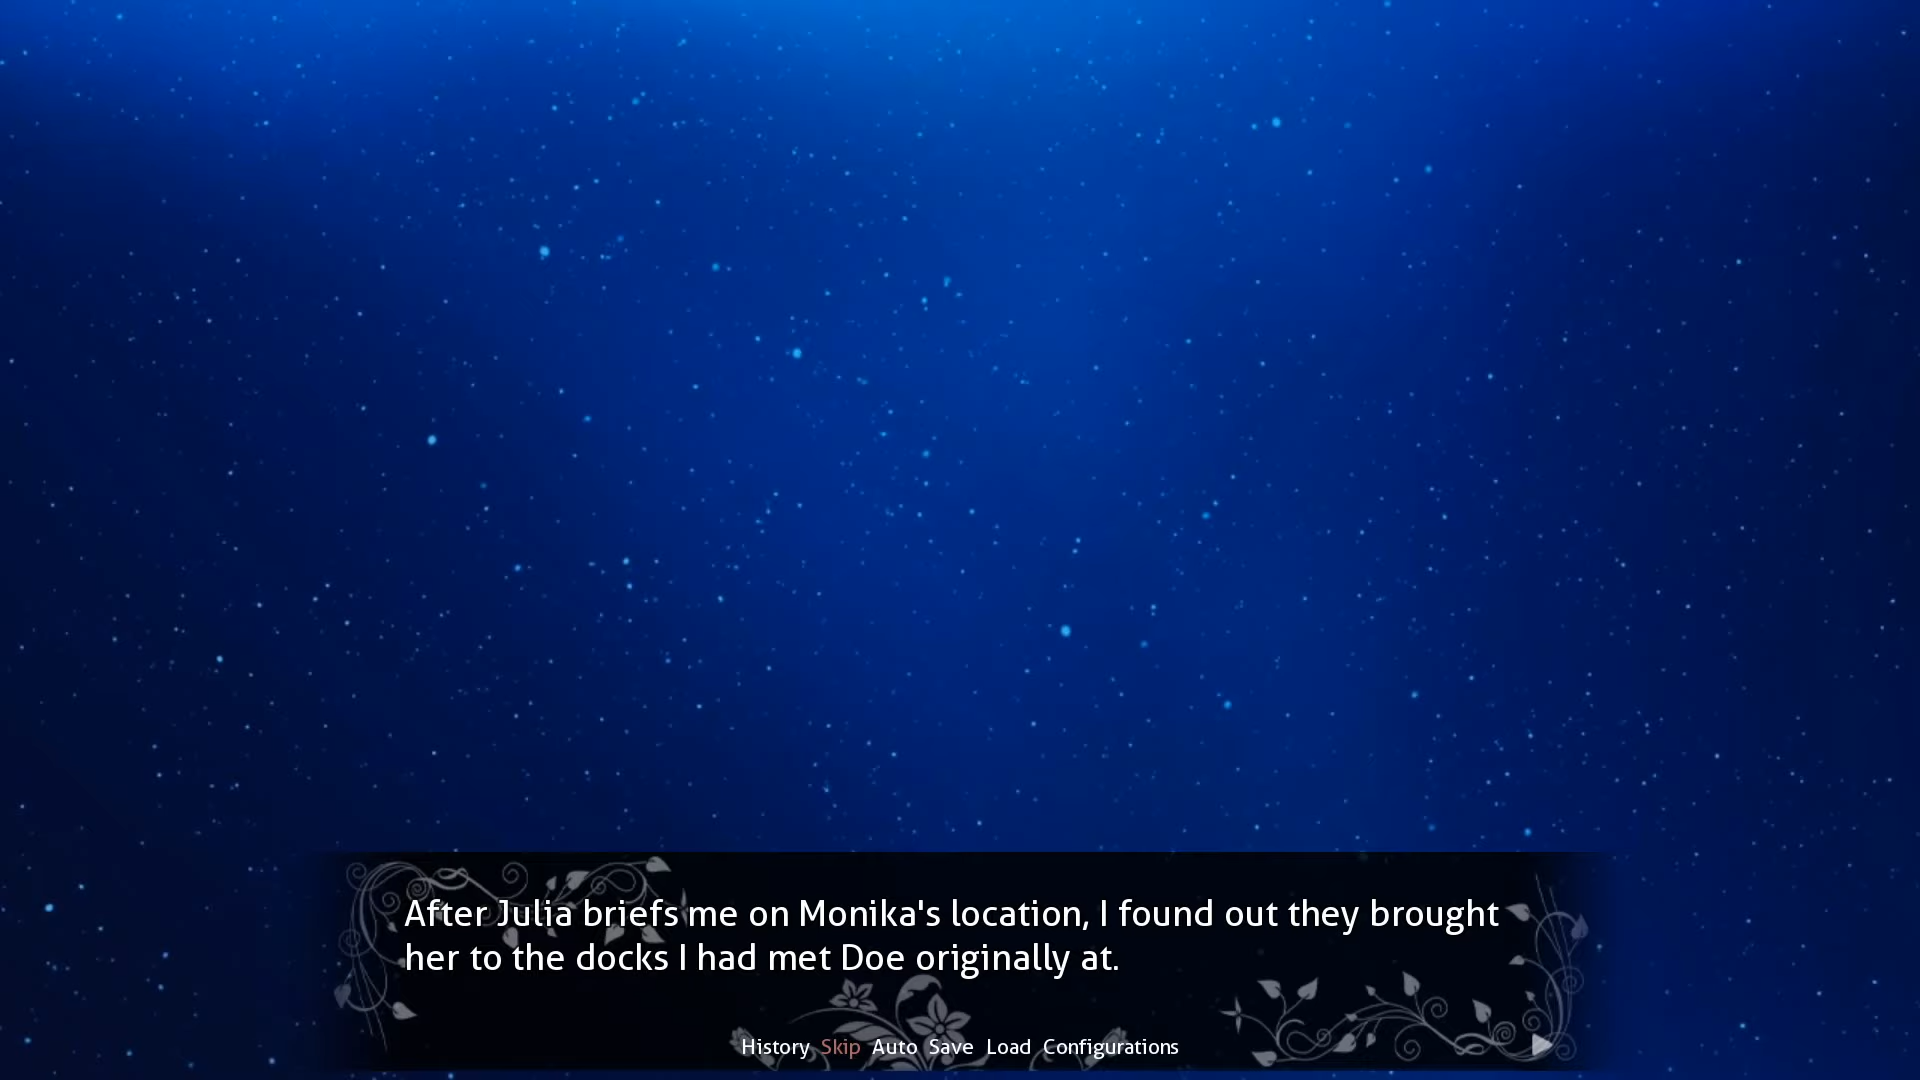 After Julia briefs me on Monika's location, I found out they brought
her to the docks I had met Doe originally at.
History Skip Auto Save Load Configurations